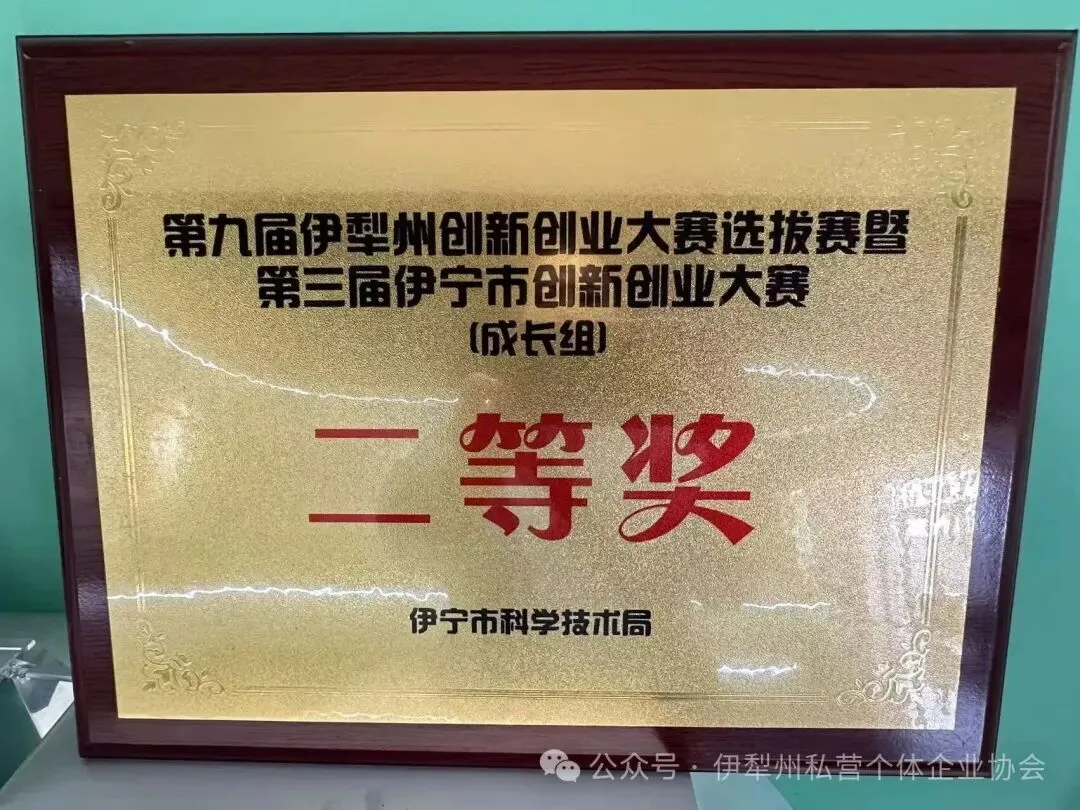 第九届伊犁州创新创业大赛选拔赛暨
第三届伊宁市创新创业大赛
(成长组)
二等奖
伊宁市科学技术局
公众号·伊犁州私营个体企业协会